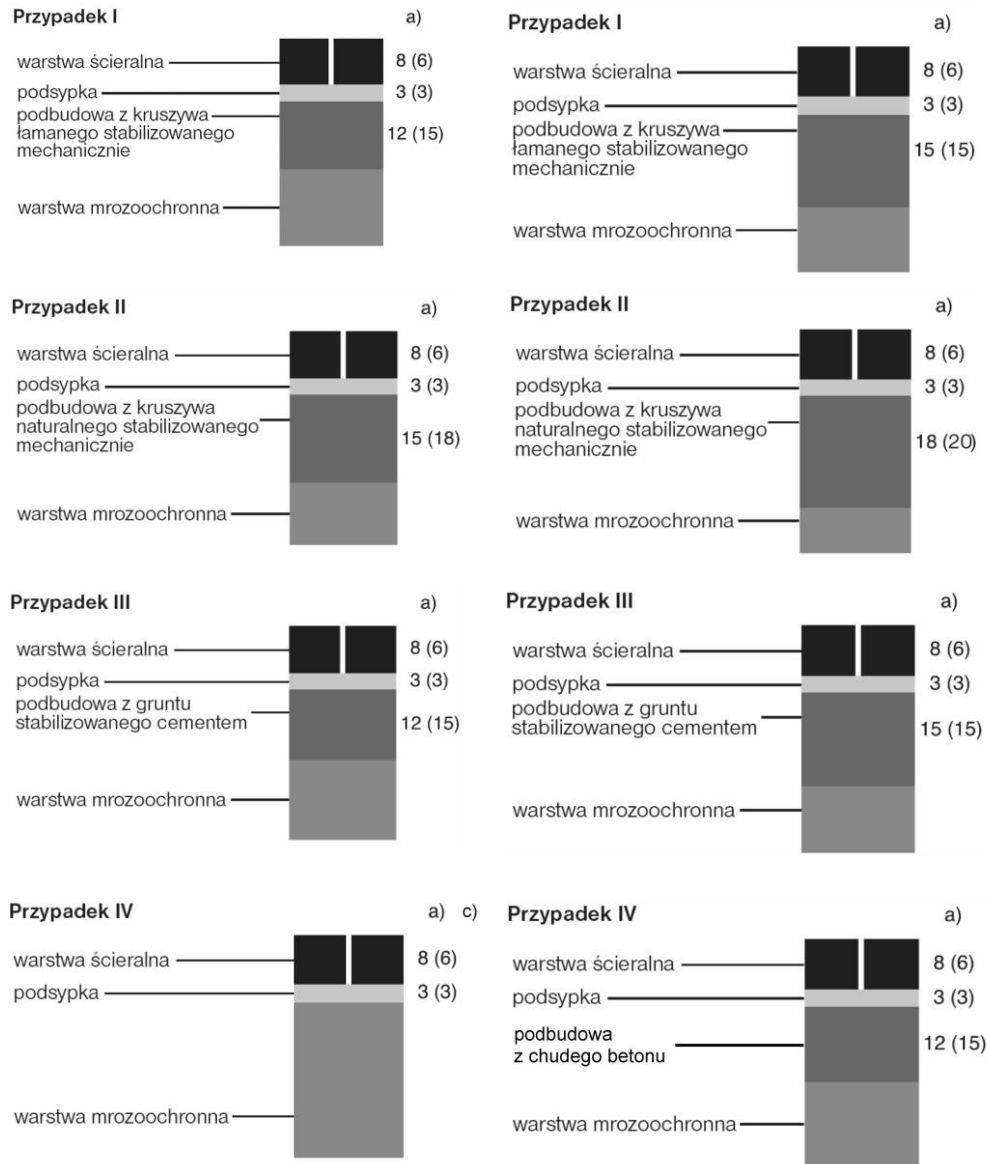 Przypadek I a)
warstwa ścieralna 8 (6)
podsypka 3 (3)
podbudowa z kruszywa
łamanego stabilizowanego 12 (15)
mechanicznie
warstwa mrozoochronna
Przypadek I a)
warstwa ścieralna 8 (6)
podsypka 3 (3)
podbudowa z kruszywa
łamanego stabilizowanego 15 (15)
mechanicznie
warstwa mrozoochronna
Przypadek II a)
warstwa ścieralna 8 (6)
podsypka 3 (3)
podbudowa z kruszywa
naturalnego stabilizowanego 15 (18)
mechanicznie
warstwa mrozoochronna
Przypadek II a)
warstwa ścieralna 8 (6)
podsypka 3 (3)
podbudowa z kruszywa
naturalnego stabilizowanego 18 (20)
mechanicznie
warstwa mrozoochronna
Przypadek III a)
warstwa ścieralna 8 (6)
podsypka 3 (3)
podbudowa z gruntu
stabilizowanego cementem 12 (15)
warstwa mrozoochronna
Przypadek III a)
warstwa ścieralna 8 (6)
podsypka 3 (3)
podbudowa z gruntu
stabilizowanego cementem 15 (15)
warstwa mrozoochronna
Przypadek IV a) c)
warstwa ścieralna 8 (6)
podsypka 3 (3)
warstwa mrozoochronna
Przypadek IV a)
warstwa ścieralna 8 (6)
podsypka 3 (3)
podbudowa
z chudego betonu 12 (15)
warstwa mrozoochronna